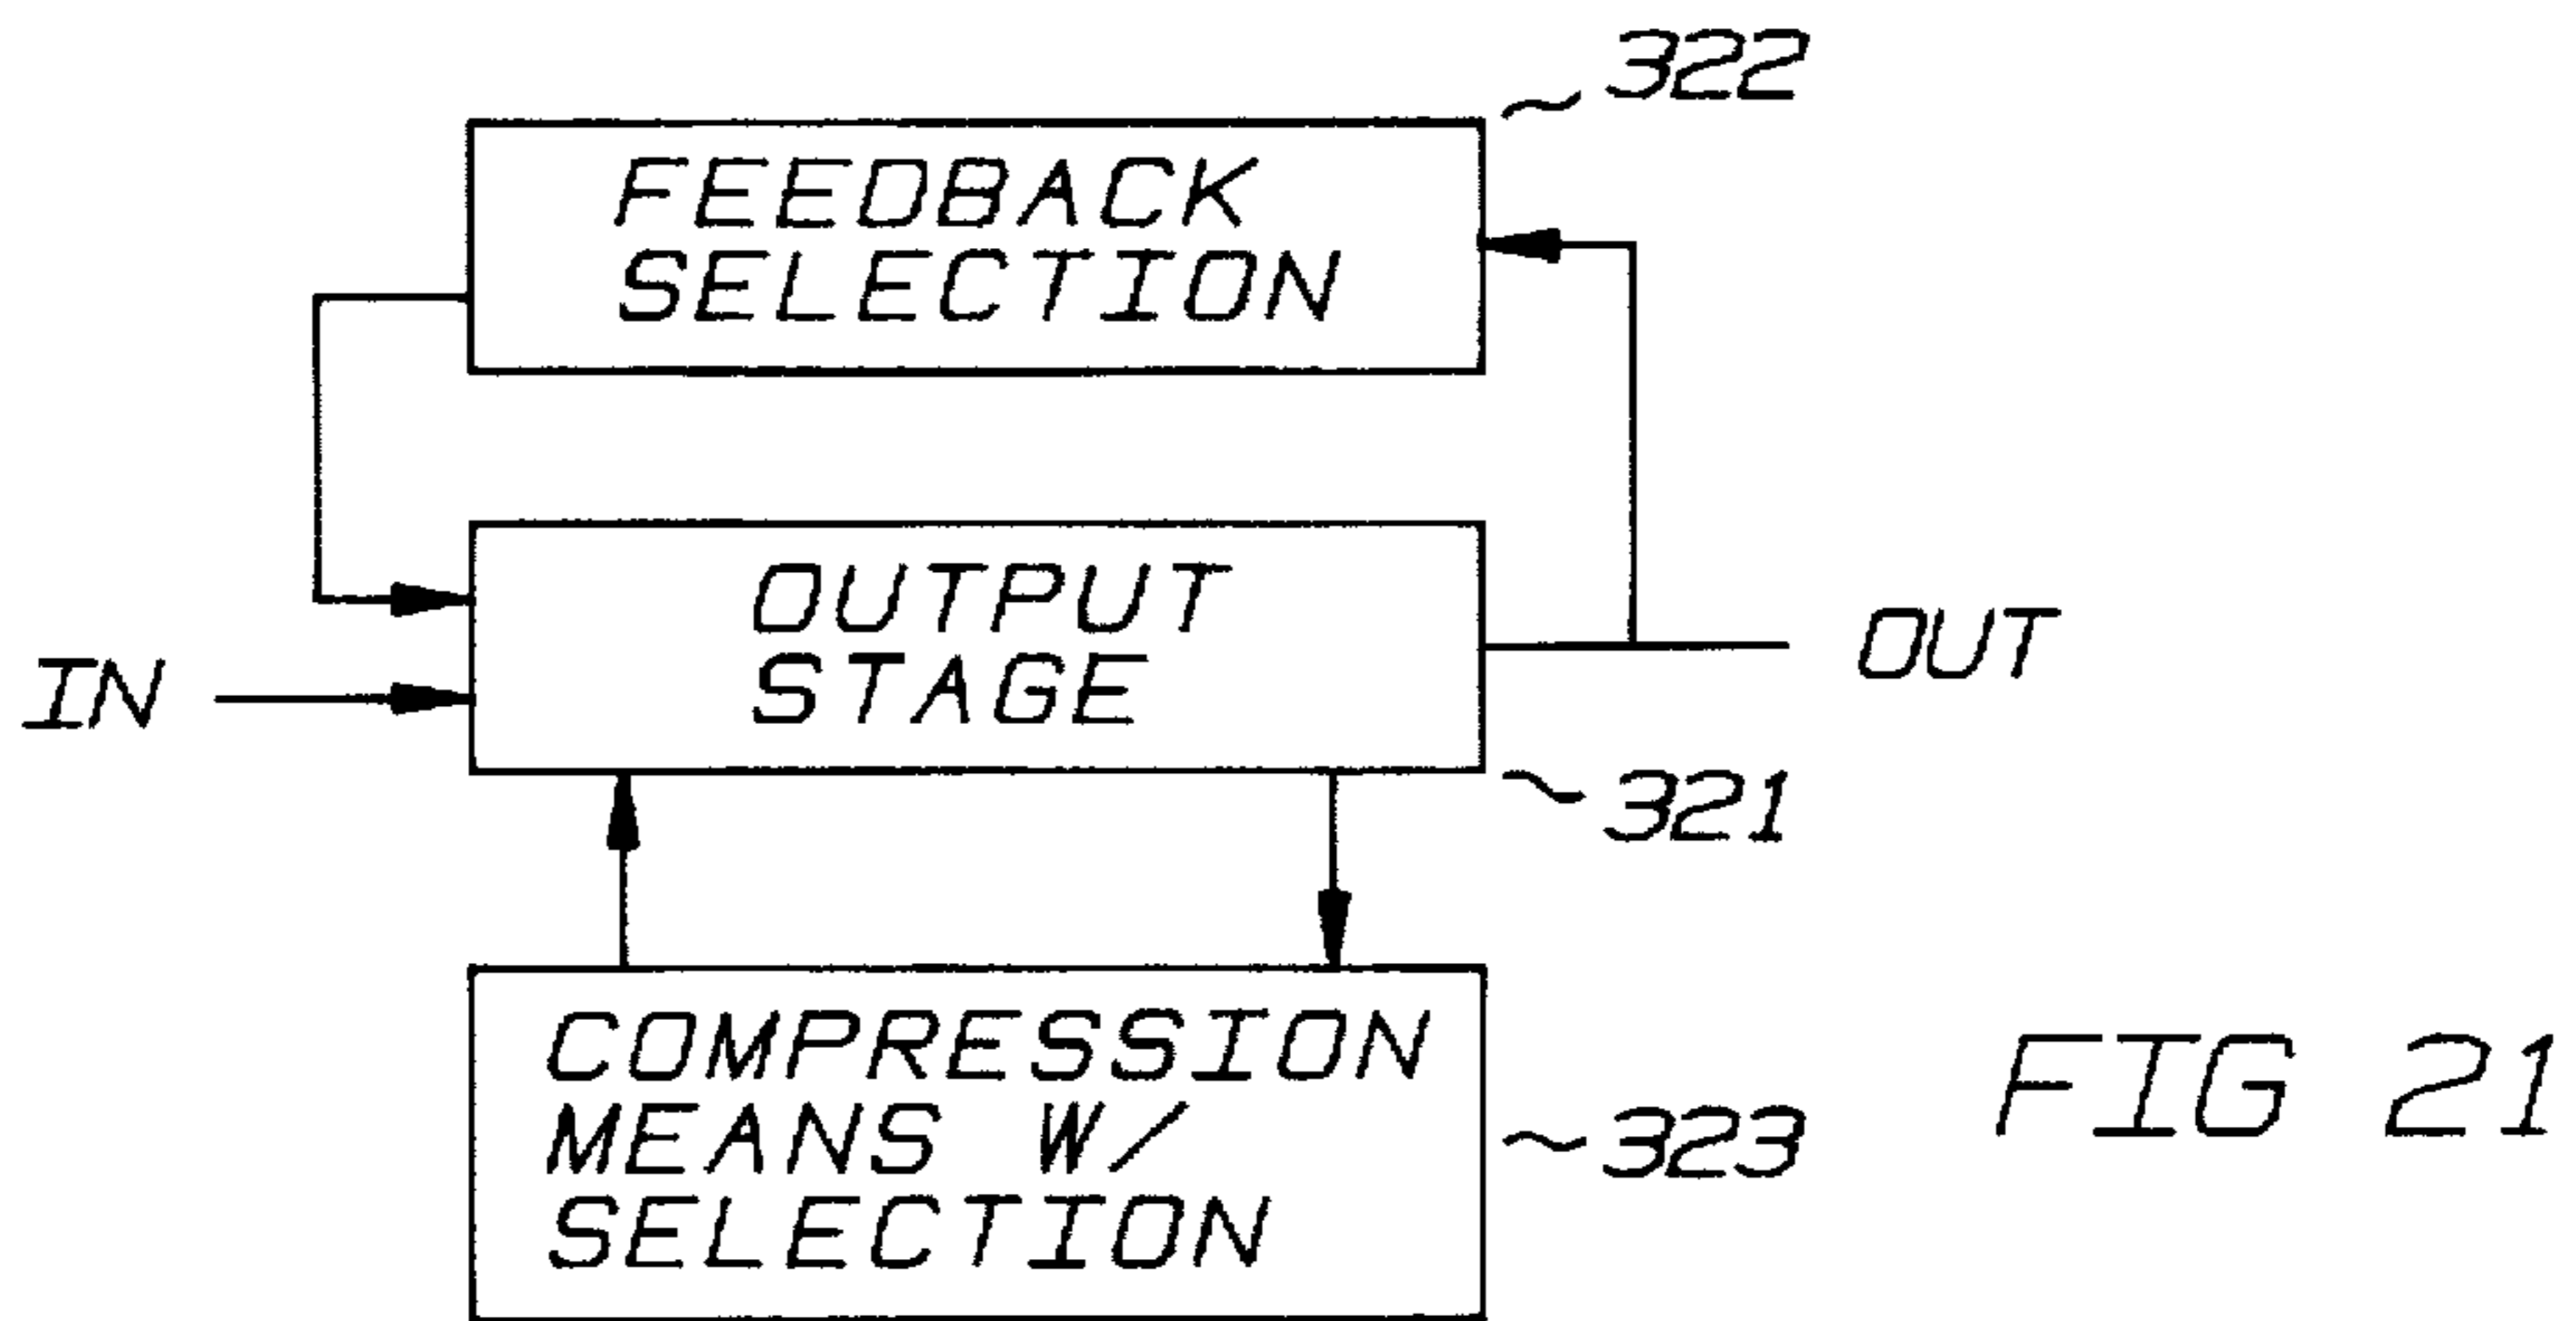 322
FEEDBACK
SELECTION
OUTPUT
STAGE
IN
OUT
321
COMPRESSION
MEANS W/
SELECTION
323
FIG 21